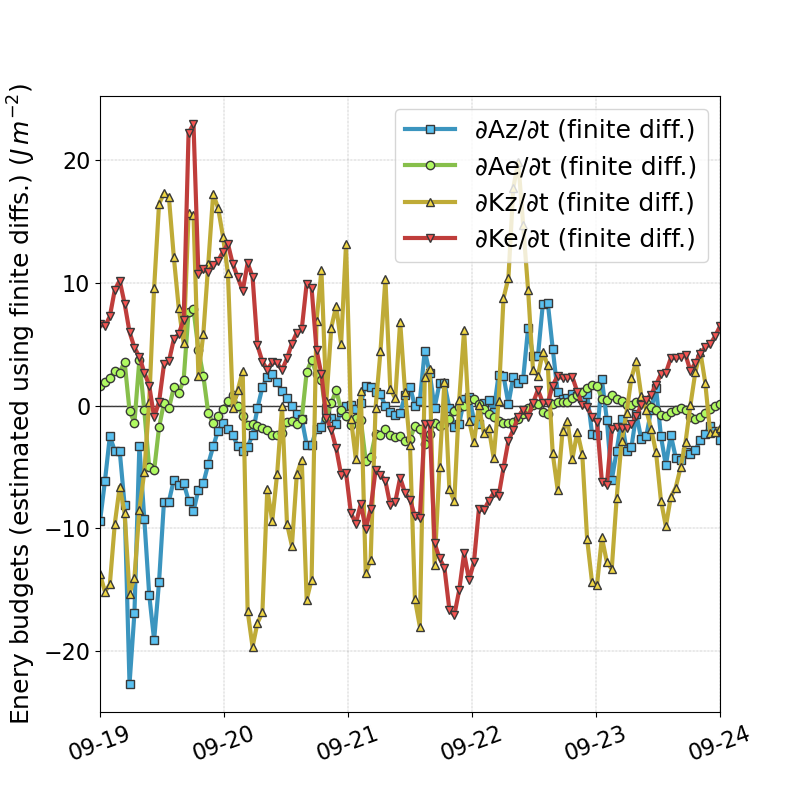 Enery budgets (estimated using finite diffs.) (J m⁻²)
∂Az/∂t (finite diff.)
∂Ae/∂t (finite diff.)
∂Kz/∂t (finite diff.)
∂Ke/∂t (finite diff.)
20
10
0
−10
−20
09-19
09-20
09-21
09-22
09-23
09-24